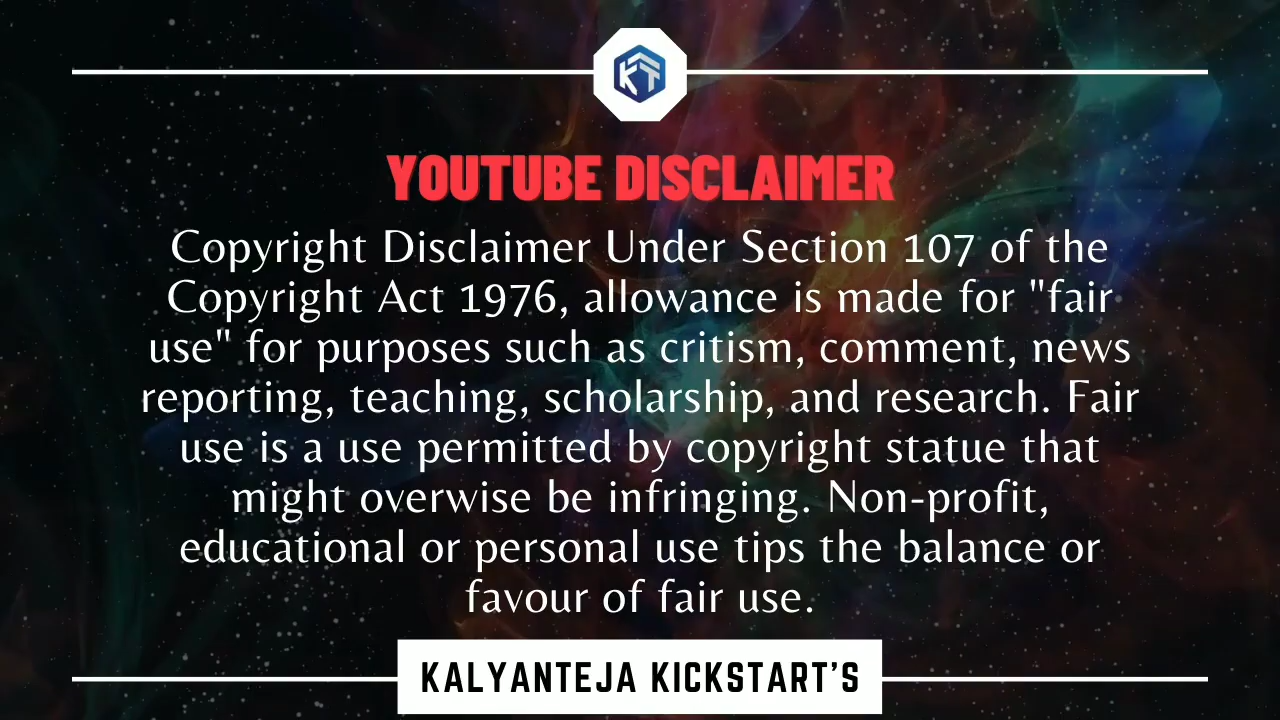 KT
YOUTUBE DISCLAIMER
Copyright Disclaimer Under Section 107 of the
Copyright Act 1976, allowance is made for "fair
use" for purposes such as critism, comment, news
reporting, teaching, scholarship, and research. Fair
use is a use permitted by copyright statue that
might overwise be infringing. Non-profit,
educational or personal use tips the balance or
favour of fair use.
KALYANTEJA KICKSTART'S